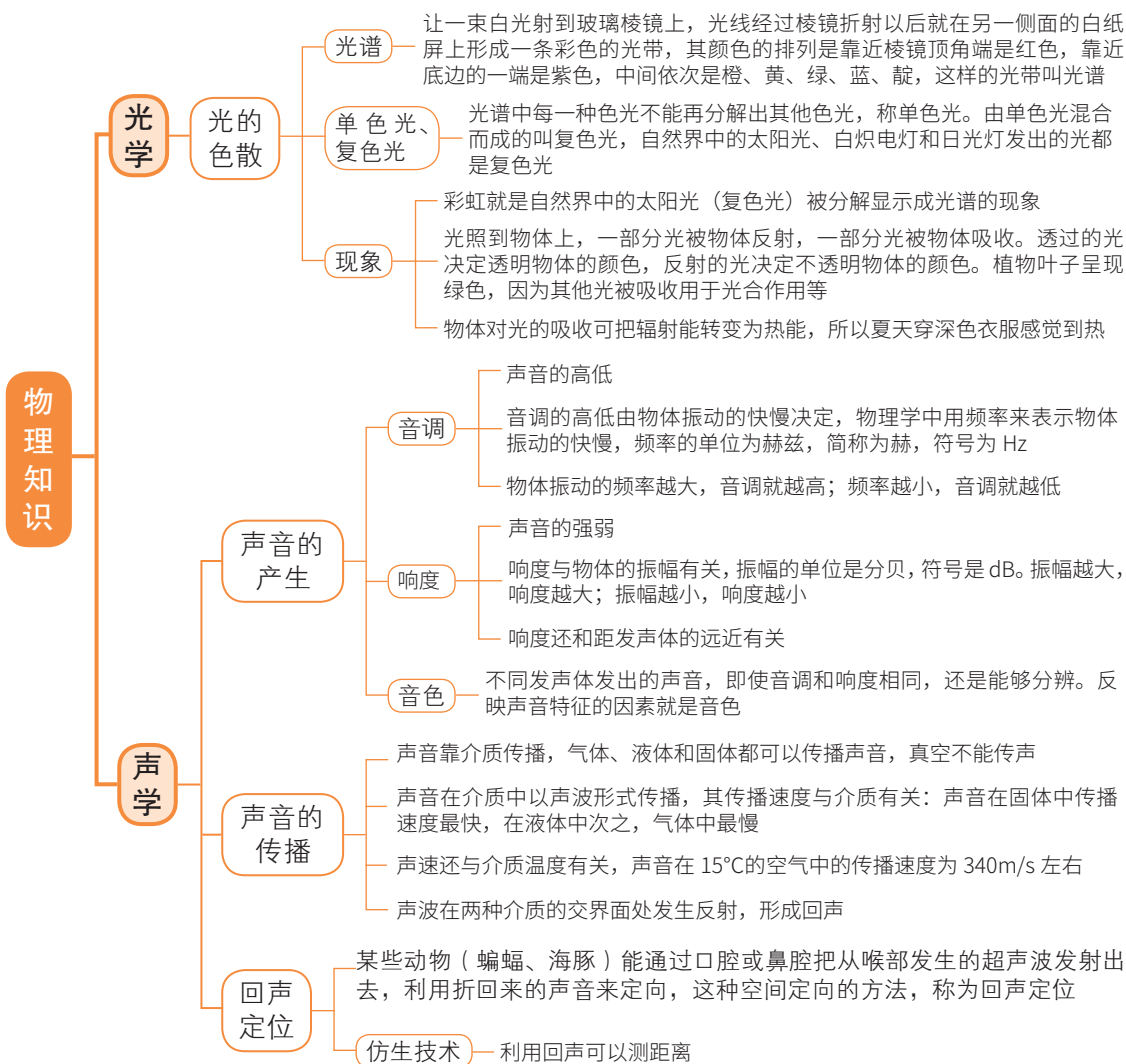 物理知识
光学
光的
色散
光谱
让一束白光射到玻璃棱镜上，光线经过棱镜折射以后就在另一侧面的白纸
屏上形成一条彩色的光带，其颜色的排列是靠近棱镜顶角端是红色，靠近
底边的一端是紫色，中间依次是橙、黄、绿、蓝、靛，这样的光带叫光谱
单色光、
复色光
光谱中每一种色光不能再分解出其他色光，称单色光。由单色光混合
而成的叫复色光，自然界中的太阳光、白炽电灯和日光灯发出的光都
是复色光
现象
彩虹就是自然界中的太阳光（复色光）被分解显示成光谱的现象
光照到物体上，一部分光被物体反射，一部分光被物体吸收。透过的光
决定透明物体的颜色，反射的光决定不透明物体的颜色。植物叶子呈现
绿色，因为其他光被吸收用于光合作用等
物体对光的吸收可把辐射能转变为热能，所以夏天穿深色衣服感觉到热
声学
声音的
产生
音调
声音的高低
音调的高低由物体振动的快慢决定，物理学中用频率来表示物体
振动的快慢，频率的单位为赫兹，简称为赫，符号为 Hz
物体振动的频率越大，音调就越高；频率越小，音调就越低
响度
声音的强弱
响度与物体的振幅有关，振幅的单位是分贝，符号是 dB。振幅越大，
响度越大；振幅越小，响度越小
响度还和距发声体的远近有关
音色
不同发声体发出的声音，即使音调和响度相同，还是能够分辨。反
映声音特征的因素就是音色
声音的
传播
声音靠介质传播，气体、液体和固体都可以传播声音，真空不能传声
声音在介质中以声波形式传播，其传播速度与介质有关：声音在固体中传播
速度最快，在液体中次之，气体中最慢
声速还与介质温度有关，声音在 15℃的空气中的传播速度为 340m/s 左右
声波在两种介质的交界面处发生反射，形成回声
回声
定位
某些动物（蝙蝠、海豚）能通过口腔或鼻腔把从喉部发生的超声波发射出
去，利用折回来的声音来定向，这种空间定向的方法，称为回声定位
仿生技术
利用回声可以测距离